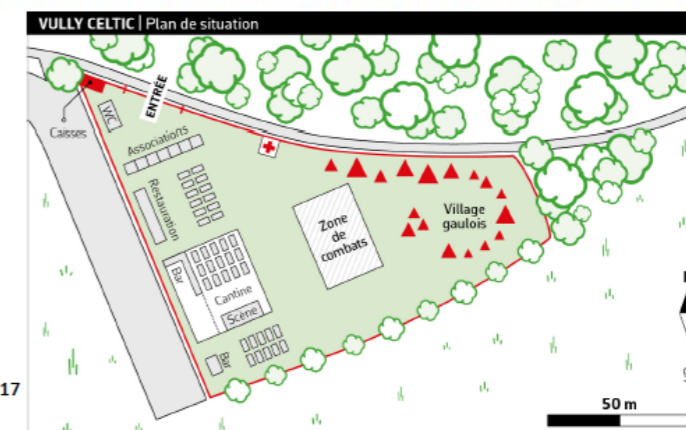 VULLY CELTIC | Plan de situation
ENTRÉE
WC
Caisses
Associations
Restauration
Zone
de
combats
Village
gaulois
Bar
Cantine
Scène
Bar
17
50 m